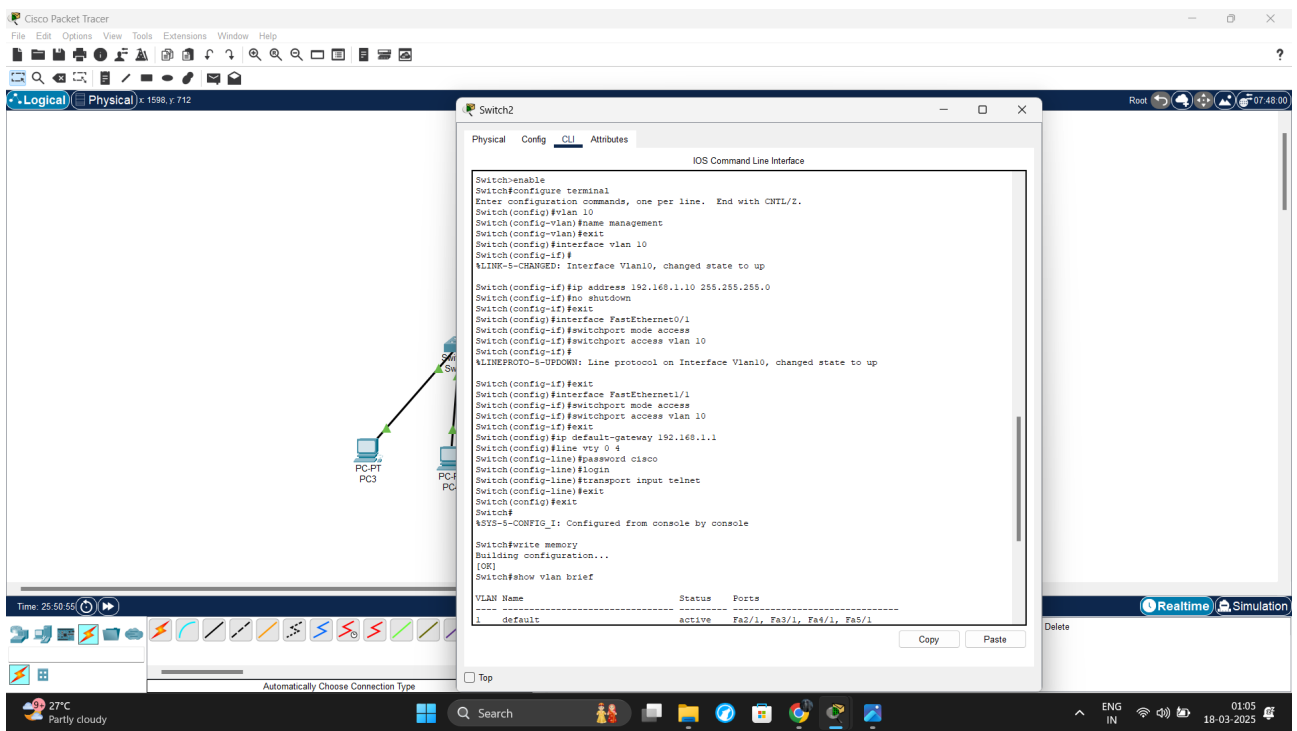 Cisco Packet Tracer
File Edit Options View Tools Extensions Window Help
?
Logical Physical x: 1598, y: 712
Root 07:48:00
Switch2
Physical Config CLI Attributes
IOS Command Line Interface
Switch>enable
Switch#configure terminal
Enter configuration commands, one per line. End with CNTL/Z.
Switch(config)#vlan 10
Switch(config-vlan)#name management
Switch(config-vlan)#exit
Switch(config)#interface vlan 10
Switch(config-if)#
%LINK-5-CHANGED: Interface Vlan10, changed state to up
Switch(config-if)#ip address 192.168.1.10 255.255.255.0
Switch(config-if)#no shutdown
Switch(config-if)#exit
Switch(config)#interface FastEthernet0/1
Switch(config-if)#switchport mode access
Switch(config-if)#switchport access vlan 10
Switch(config-if)#
%LINEPROTO-5-UPDOWN: Line protocol on Interface Vlan10, changed state to up
Switch(config-if)#exit
Switch(config)#interface FastEthernet1/1
Switch(config-if)#switchport mode access
Switch(config-if)#switchport access vlan 10
Switch(config-if)#exit
Switch(config)#ip default-gateway 192.168.1.1
Switch(config)#line vty 0 4
Switch(config-line)#password cisco
Switch(config-line)#login
Switch(config-line)#transport input telnet
Switch(config-line)#exit
Switch(config)#exit
Switch#
%SYS-5-CONFIG_I: Configured from console by console
Switch#write memory
Building configuration...
[OK]
Switch#show vlan brief
VLAN Name Status Ports
---- -------------------------------- --------- -------------------------------
1 default active Fa2/1, Fa3/1, Fa4/1, Fa5/1
Copy Paste
Top
PC-PT
PC3
Time: 25:50:55
Realtime Simulation
Delete
Automatically Choose Connection Type
9+ 27°C
Partly cloudy
Search
ENG
IN
01:05
18-03-2025